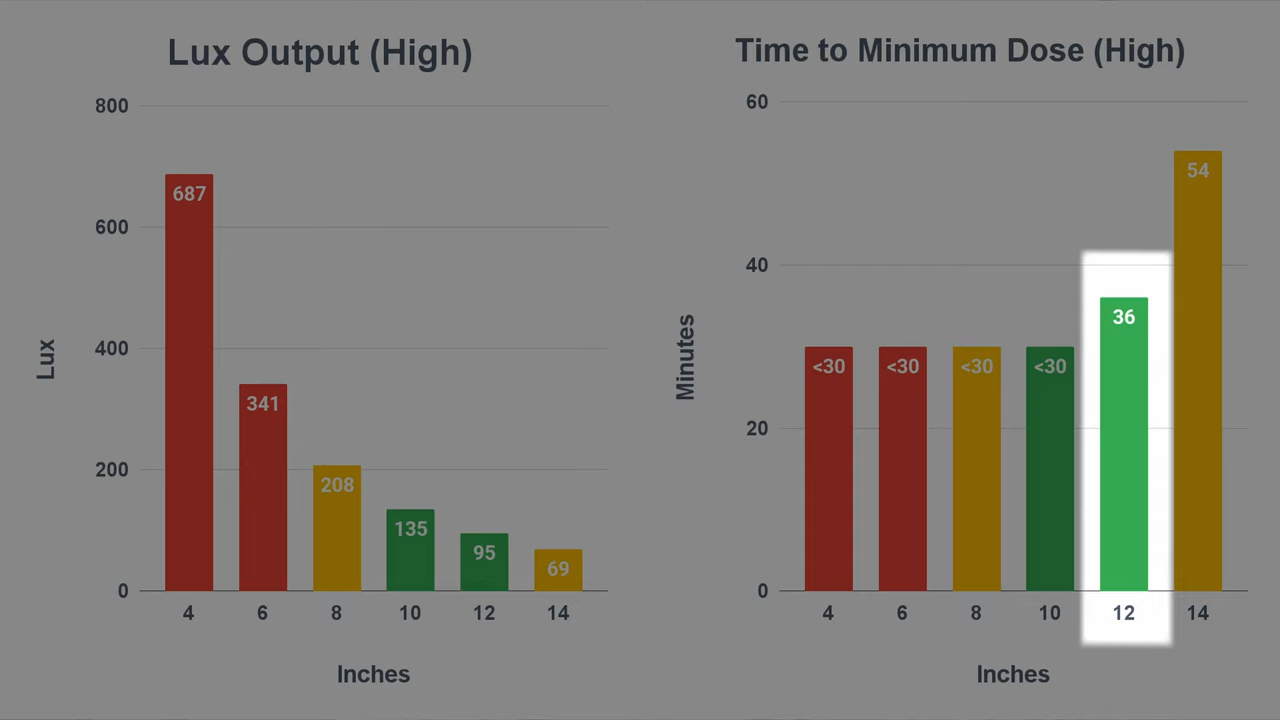 Lux Output (High)
800
600
400
200
0
Lux
687
341
208
135
95
69
4 6 8 10 12 14
Inches
Time to Minimum Dose (High)
60
40
20
0
Minutes
<30
<30
<30
<30
36
54
4 6 8 10 12 14
Inches